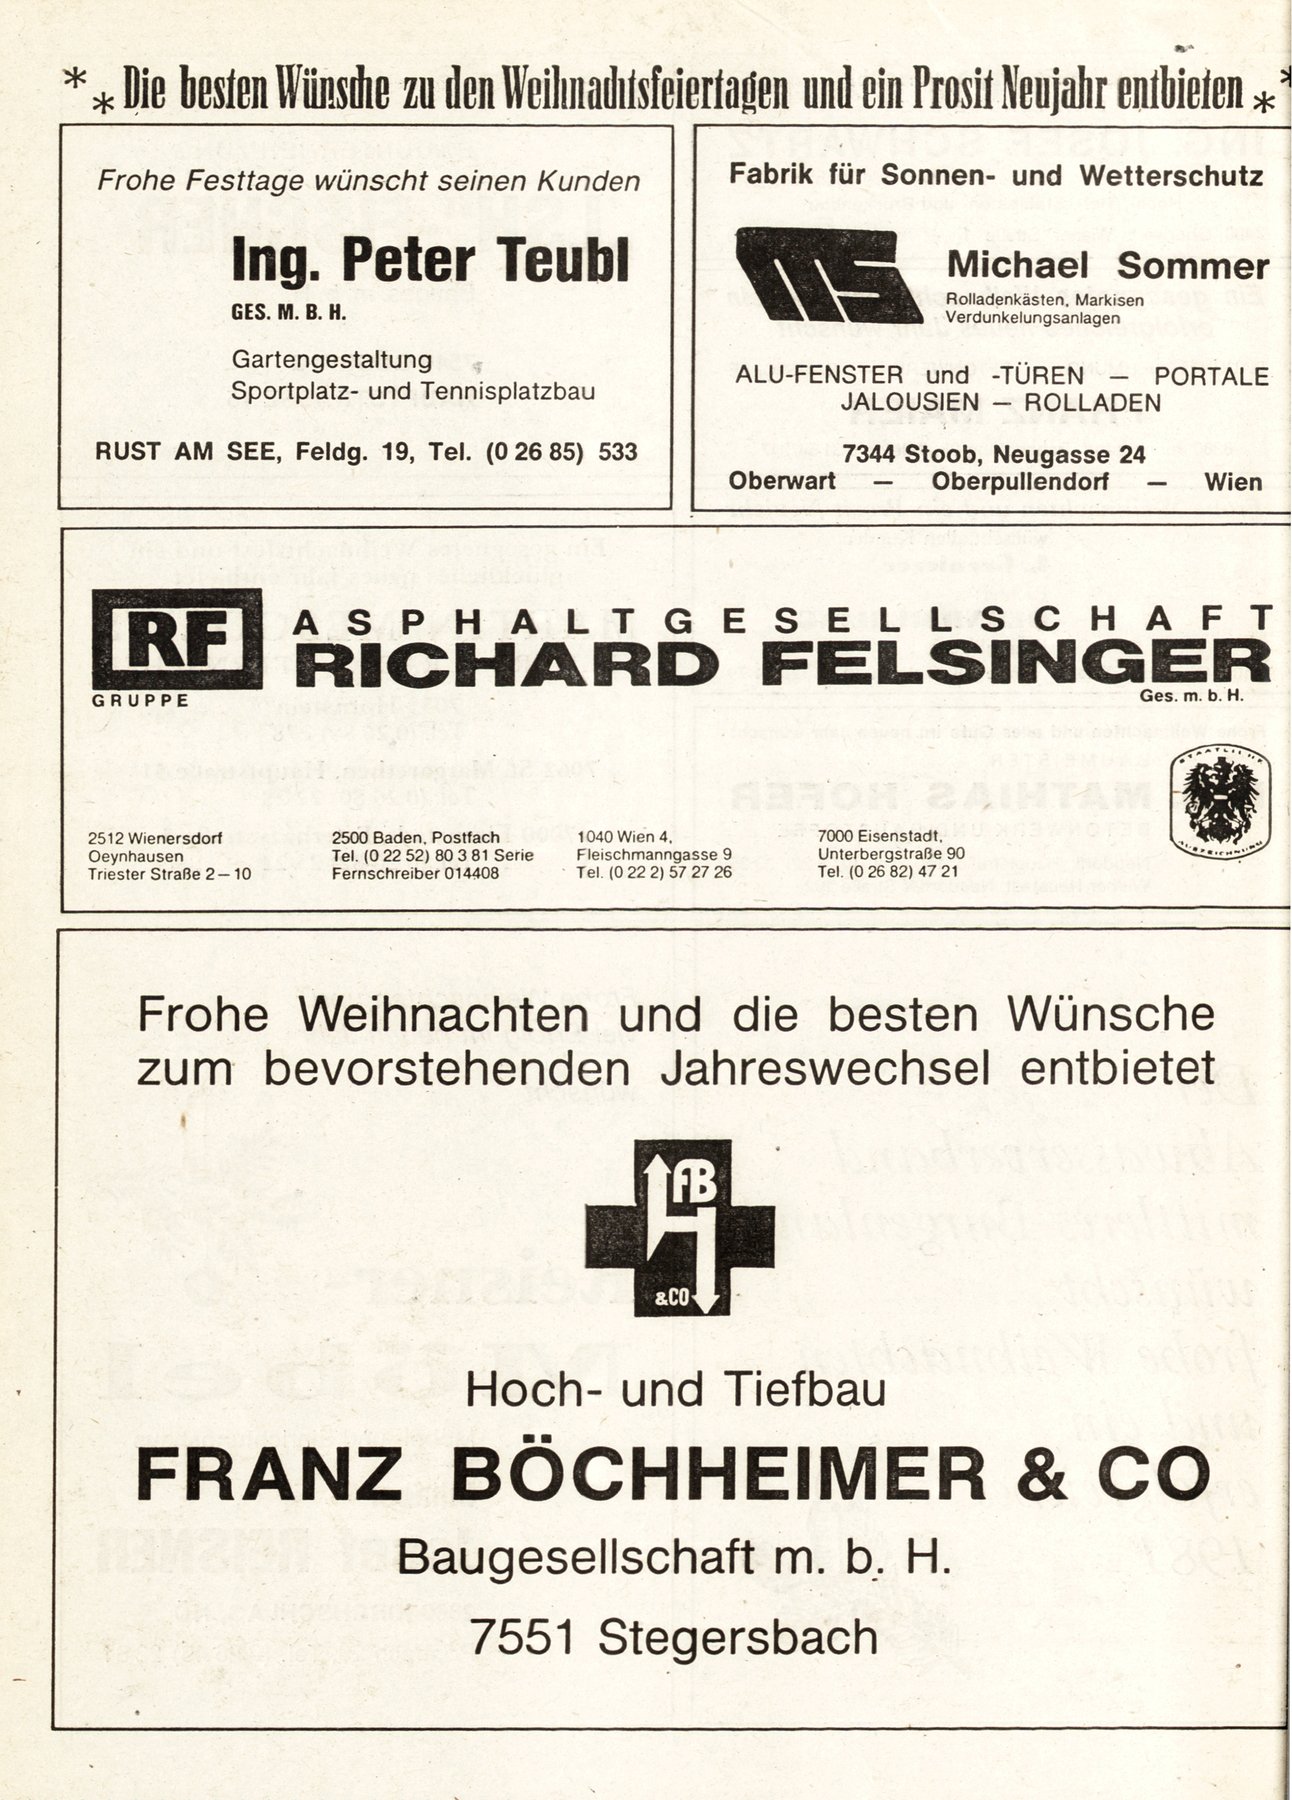 * * Die besten Wünsche zu den Weihnachtsfeiertagen und ein Prosit Neujahr entbieten * *
Frohe Festtage wünscht seinen Kunden
Ing. Peter Teubl
GES. M. B. H.
Gartengestaltung
Sportplatz- und Tennisplatzbau
RUST AM SEE, Feldg. 19, Tel. (0 26 85) 533
Fabrik für Sonnen- und Wetterschutz
MS
Michael Sommer
Rolladenkästen, Markisen
Verdunkelungsanlagen
ALU-FENSTER und -TÜREN — PORTALE
JALOUSIEN — ROLLADEN
7344 Stoob, Neugasse 24
Oberwart — Oberpullendorf — Wien
RF
GRUPPE
ASPHALTGESELLSCHAFT
RICHARD FELSINGER
Ges. m. b. H.
STAATLICHE
AUSZEICHNUNG
2512 Wienersdorf
Oeynhausen
Triester Straße 2 – 10
2500 Baden, Postfach
Tel. (0 22 52) 80 3 81 Serie
Fernschreiber 014408
1040 Wien 4,
Fleischmanngasse 9
Tel. (0 22 2) 57 27 26
7000 Eisenstadt,
Unterbergstraße 90
Tel. (0 26 82) 47 21
Frohe Weihnachten und die besten Wünsche
zum bevorstehenden Jahreswechsel entbietet
fB
H
&CO
Hoch- und Tiefbau
FRANZ BÖCHHEIMER & CO
Baugesellschaft m. b. H.
7551 Stegersbach